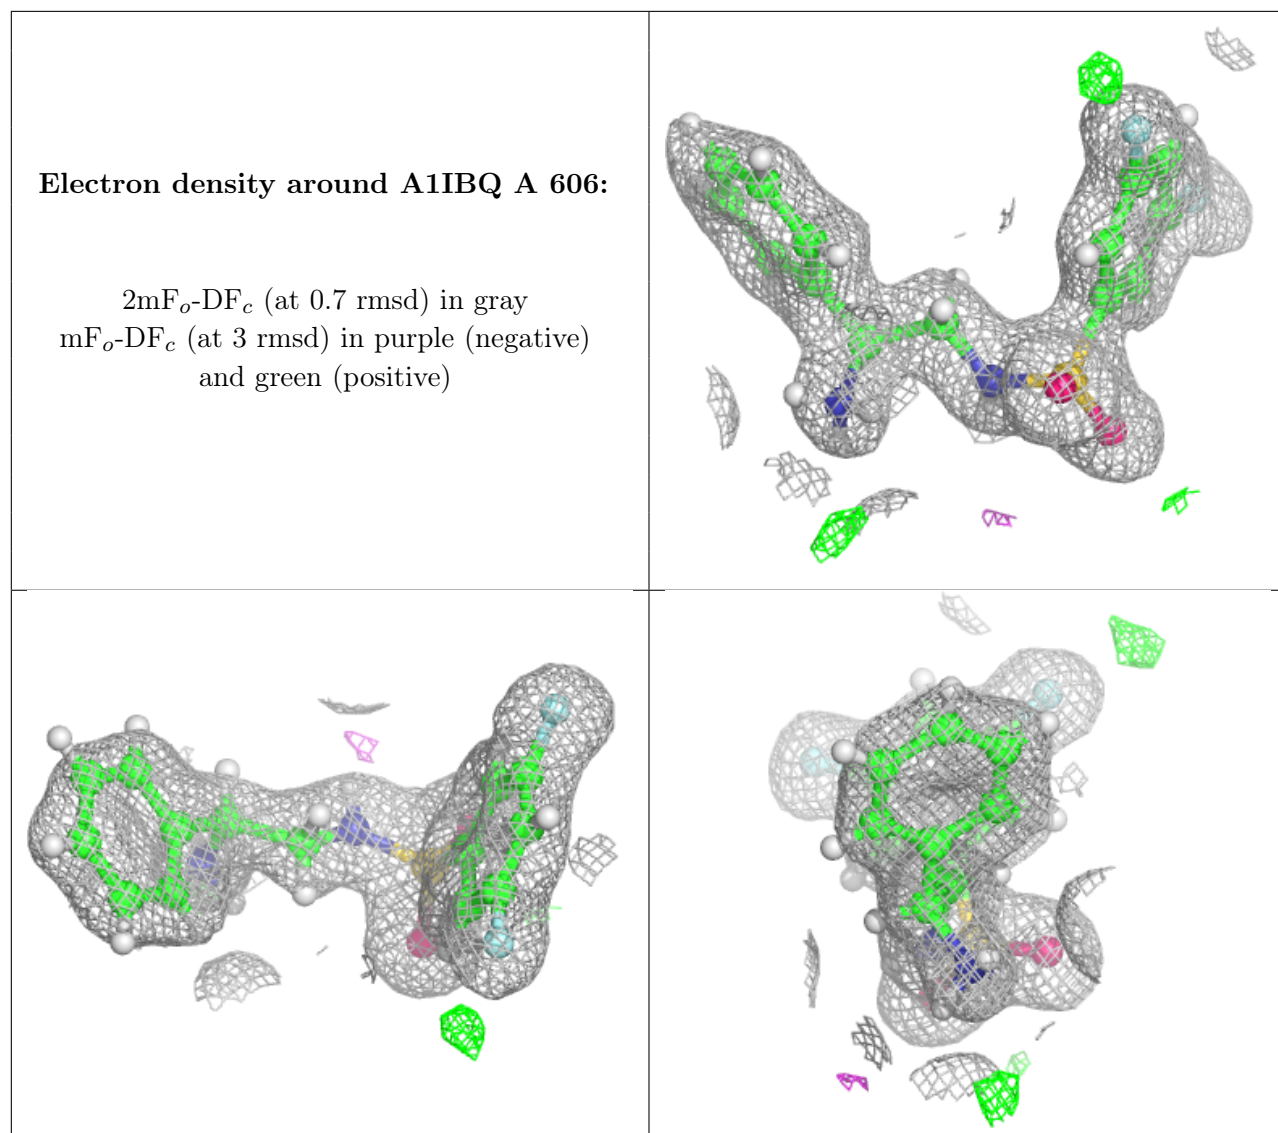 Electron density around A1IBQ A 606:
2mFo-DFc (at 0.7 rmsd) in gray
mFo-DFc (at 3 rmsd) in purple (negative)
and green (positive)